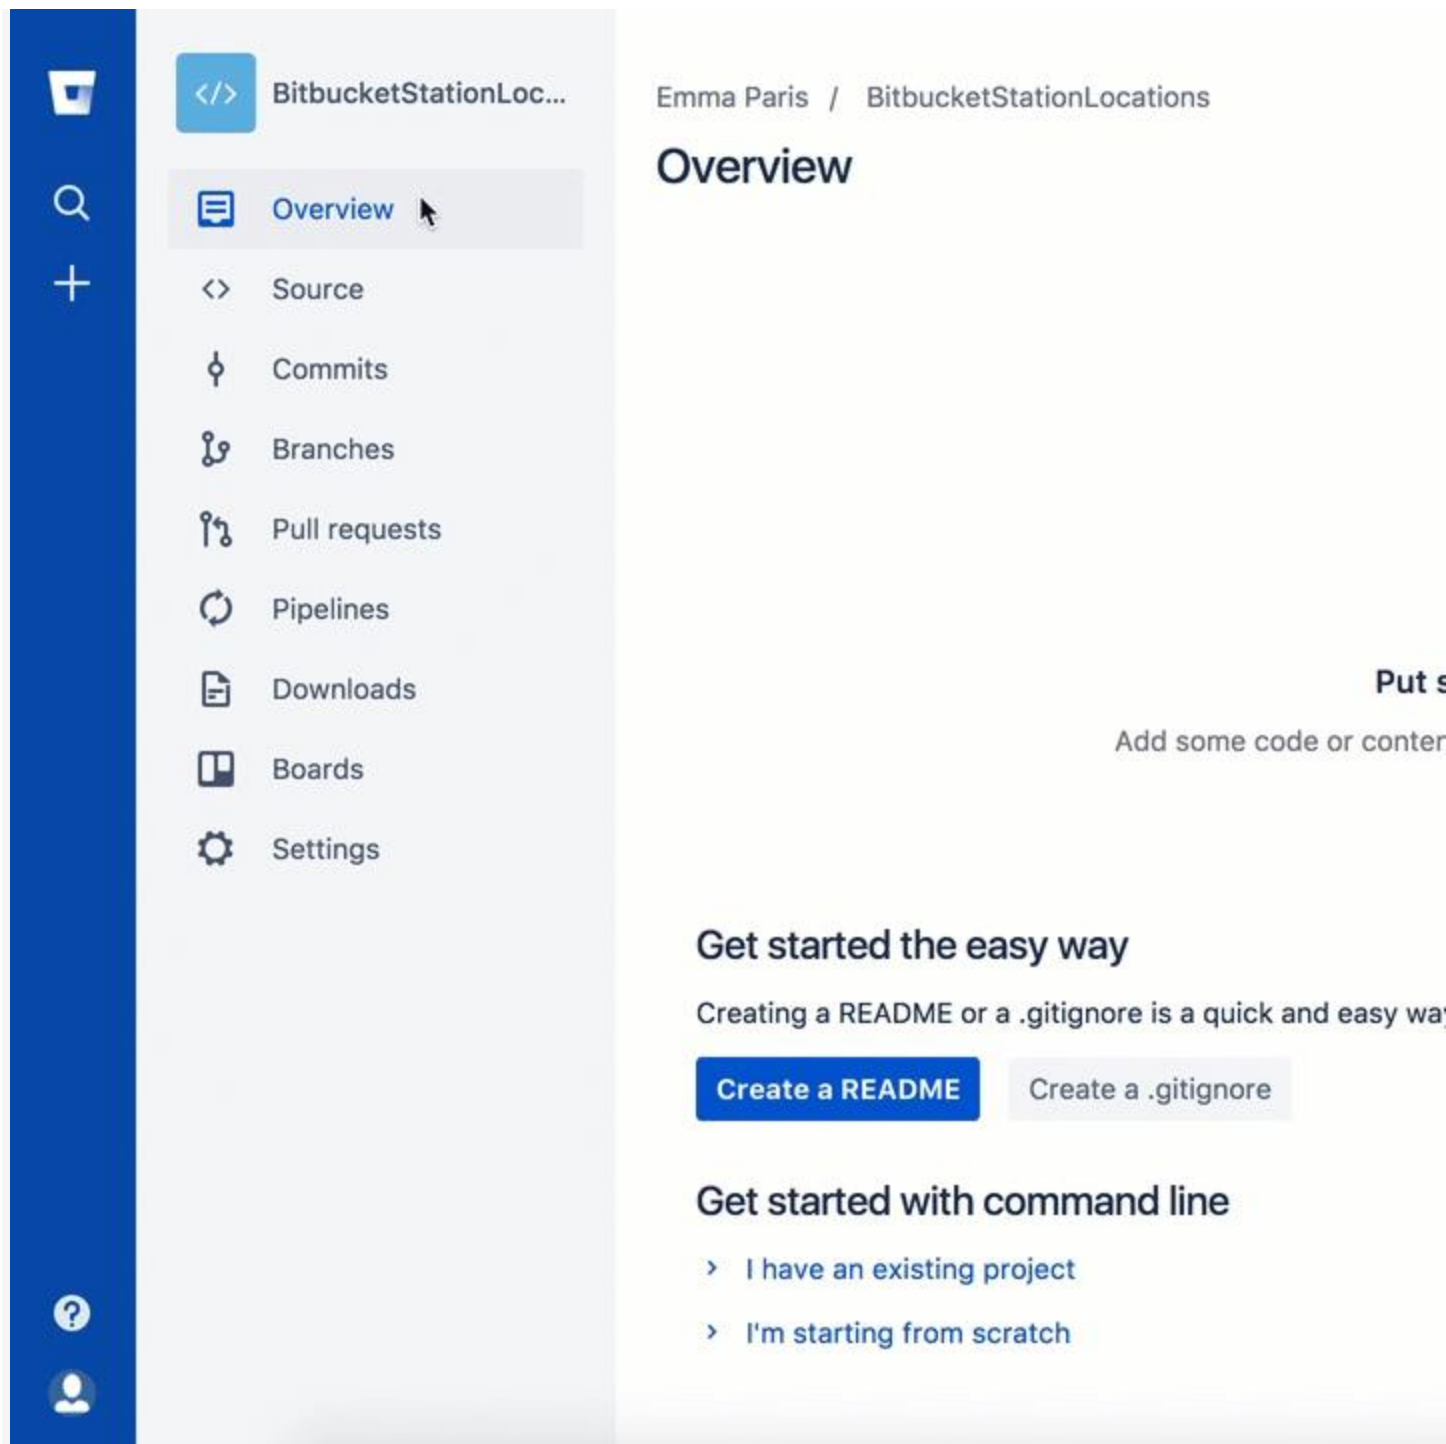 BitbucketStationLoc...
Overview
Source
Commits
Branches
Pull requests
Pipelines
Downloads
Boards
Settings
Emma Paris / BitbucketStationLocations
Overview
Put
Add some code or
Get started the easy way
Creating a README or a .gitignore is a quick and easy
Create a README Create a .gitignore
Get started with command line
I have an existing project
I'm starting from scratch